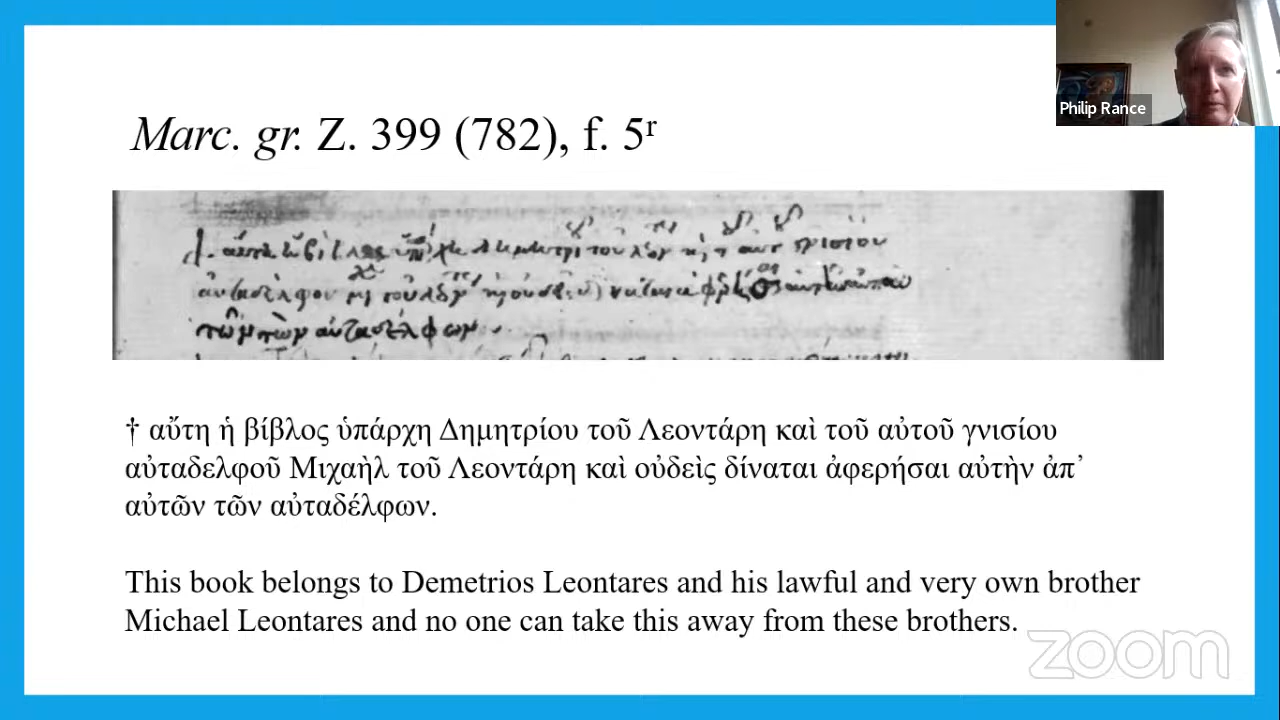 Philip Rance
Marc. gr. Z. 399 (782), f. 5r
† αὔτη ἡ βίβλος ὑπάρχη Δημητρίου τοῦ Λεοντάρη καὶ τοῦ αὐτοῦ γνισίου
αὐταδελφοῦ Μιχαὴλ τοῦ Λεοντάρη καὶ οὐδεὶς δίναται ἀφερήσαι αὐτὴν ἀπ᾽
αὐτῶν τῶν αὐταδέλφων.
This book belongs to Demetrios Leontares and his lawful and very own brother
Michael Leontares and no one can take this away from these brothers.
zoom